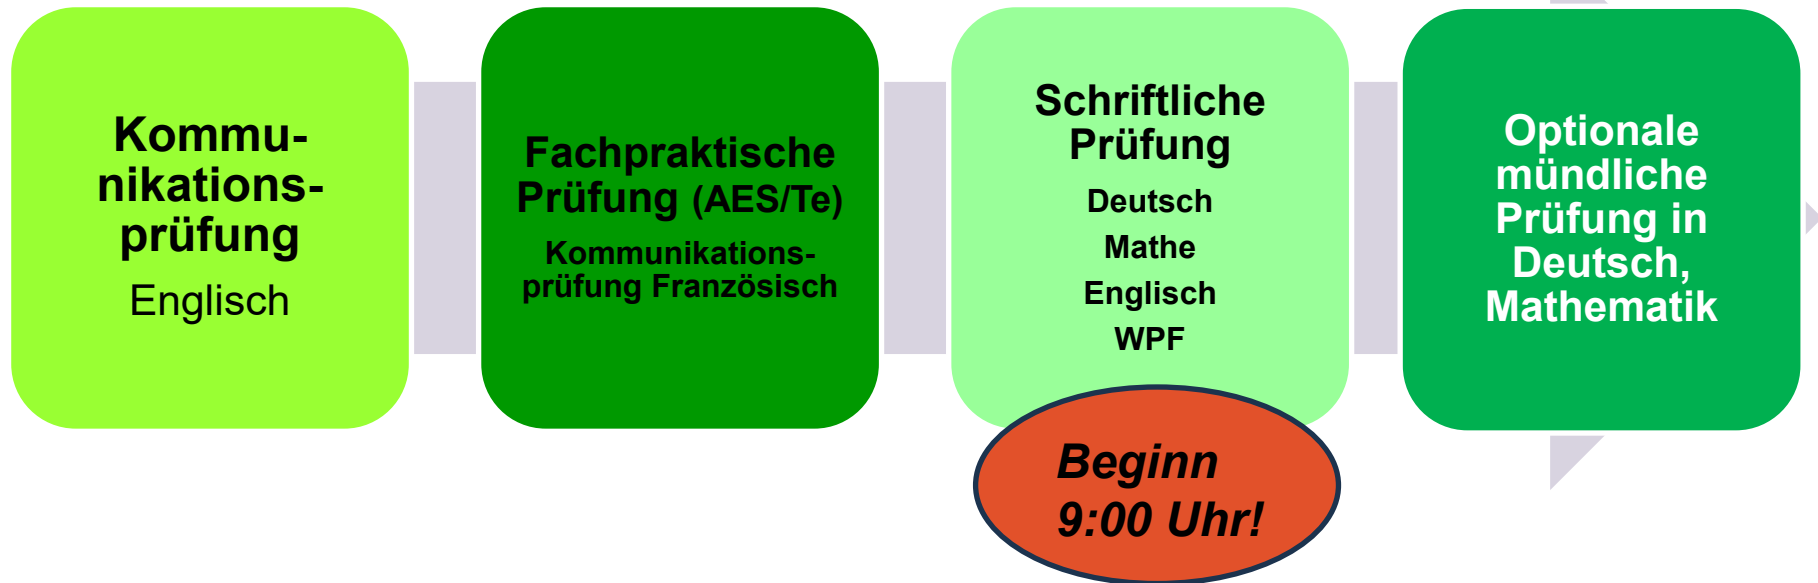 Kommu-
nikations-
prüfung
Englisch
Fachpraktische
Prüfung (AES/Te)
Kommunikations-
prüfung Französisch
Schriftliche
Prüfung
Deutsch
Mathe
Englisch
WPF
Beginn
9:00 Uhr!
Optionale
mündliche
Prüfung in
Deutsch,
Mathematik